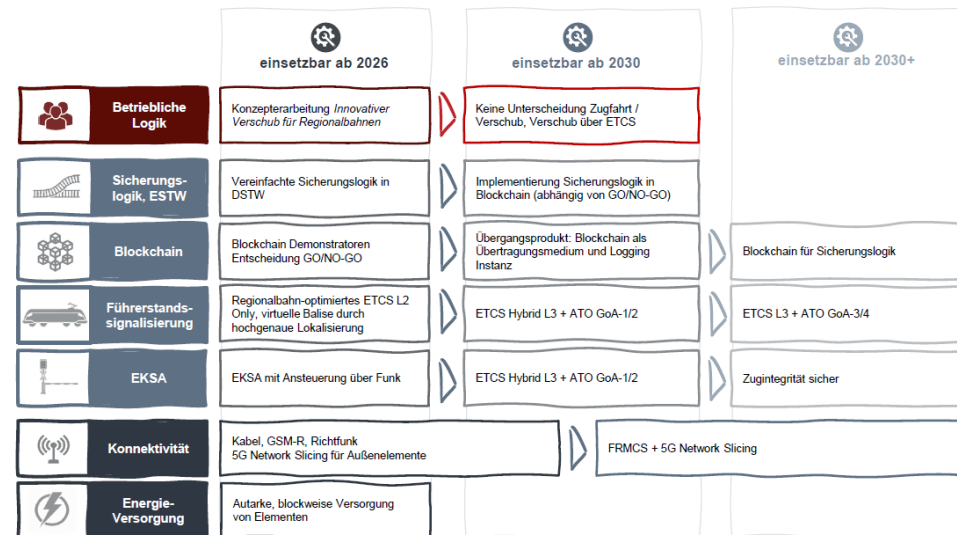 einsetzbar ab 2026
einsetzbar ab 2030
einsetzbar ab 2030+
Betriebliche
Logik
Konzepterarbeitung Innovativer
Verschub für Regionalbahnen
Keine Unterscheidung Zugfahrt /
Verschub, Verschub über ETCS
Sicherungs-
logik, ESTW
Vereinfachte Sicherungslogik in
DSTW
Implementierung Sicherungslogik in
Blockchain (abhängig von GO/NO-GO)
Blockchain
Blockchain Demonstratoren
Entscheidung GO/NO-GO
Übergangsprodukt: Blockchain als
Übertragungsmedium und Logging
Instanz
Blockchain für Sicherungslogik
Führerstands-
signalisierung
Regionalbahn-optimiertes ETCS L2
Only, virtuelle Balise durch
hochgenaue Lokalisierung
ETCS Hybrid L3 + ATO GoA-1/2
ETCS L3 + ATO GoA-3/4
EKSA
EKSA mit Ansteuerung über Funk
ETCS Hybrid L3 + ATO GoA-1/2
Zugintegrität sicher
Konnektivität
Kabel, GSM-R, Richtfunk
5G Network Slicing für Außenelemente
FRMCS + 5G Network Slicing
Energie-
Versorgung
Autarke, blockweise Versorgung
von Elementen